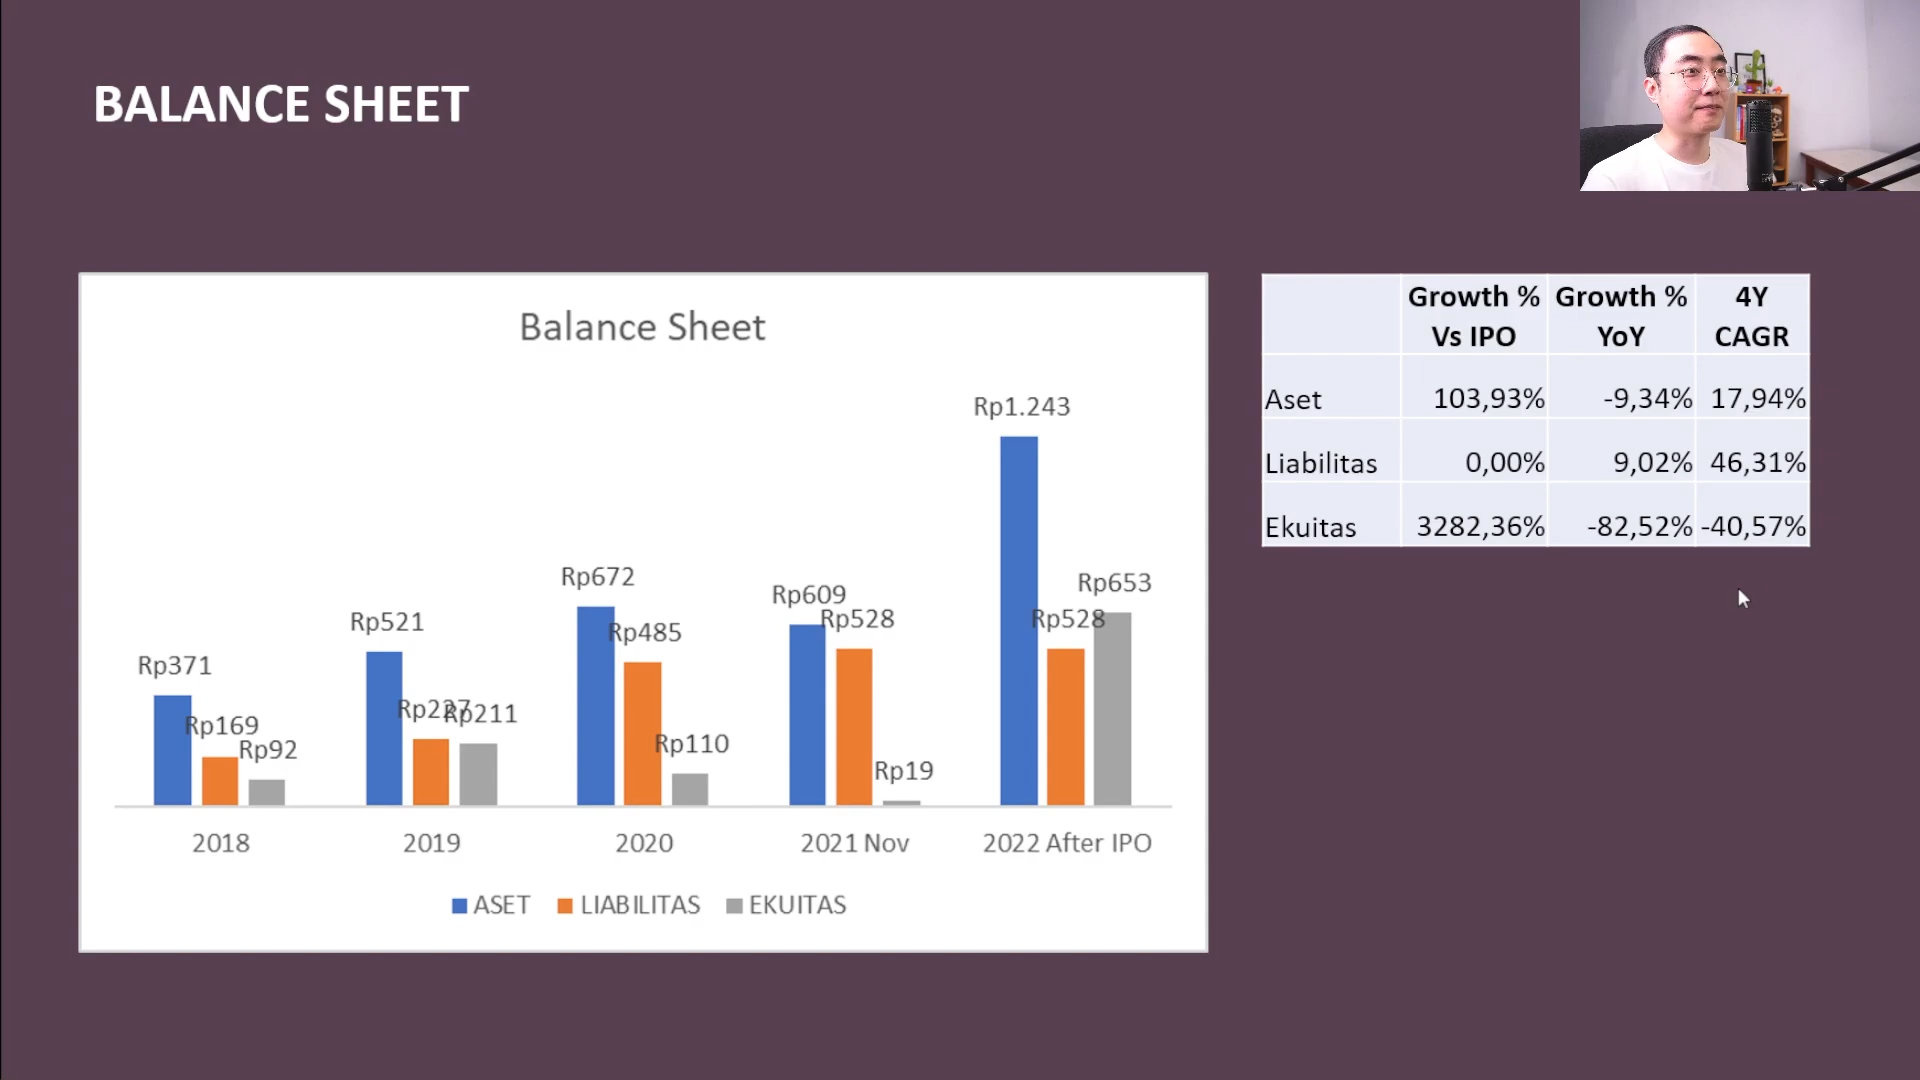 BALANCE SHEET
Balance Sheet
Rp1.243
Rp672
Rp653
Rp609
Rp528
Rp528
Rp521
Rp485
Rp371
Rp227
Rp211
Rp169
Rp110
Rp92
Rp19
2018 2019 2020 2021 Nov 2022 After IPO
ASET LIABILITAS EKUITAS
Growth % Growth % 4Y
Vs IPO YoY CAGR
Aset 103,93% -9,34% 17,94%
Liabilitas 0,00% 9,02% 46,31%
Ekuitas 3282,36% -82,52% -40,57%